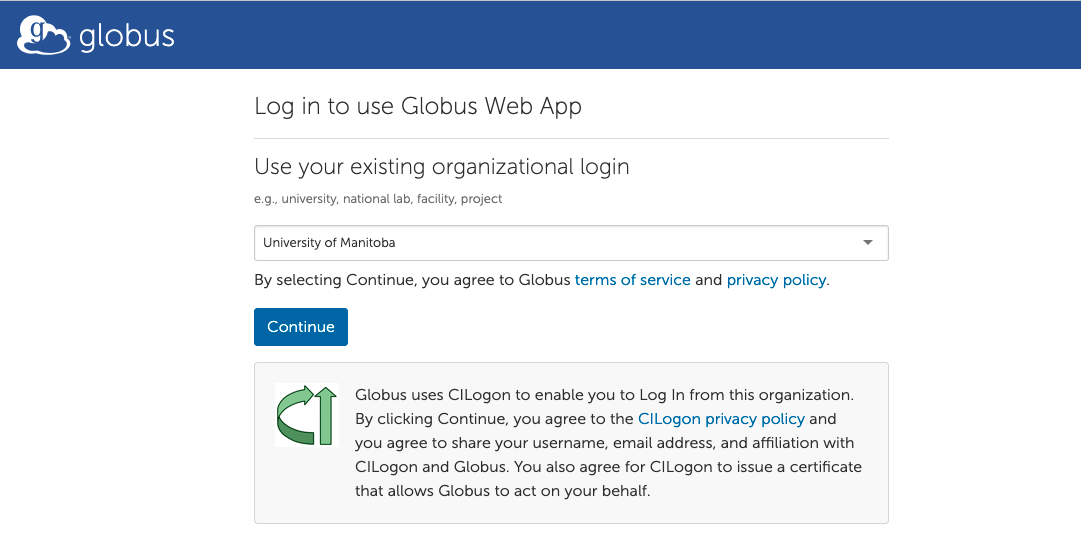 globus
Log in to use Globus Web App
Use your existing organizational login
e.g., university, national lab, facility, project
University of Manitoba
By selecting Continue, you agree to Globus terms of service and privacy policy.
Continue
Globus uses CILogon to enable you to Log In from this organization.
By clicking Continue, you agree to the CILogon privacy policy and
you agree to share your username, email address, and affiliation with
CILogon and Globus. You also agree for CILogon to issue a certificate
that allows Globus to act on your behalf.